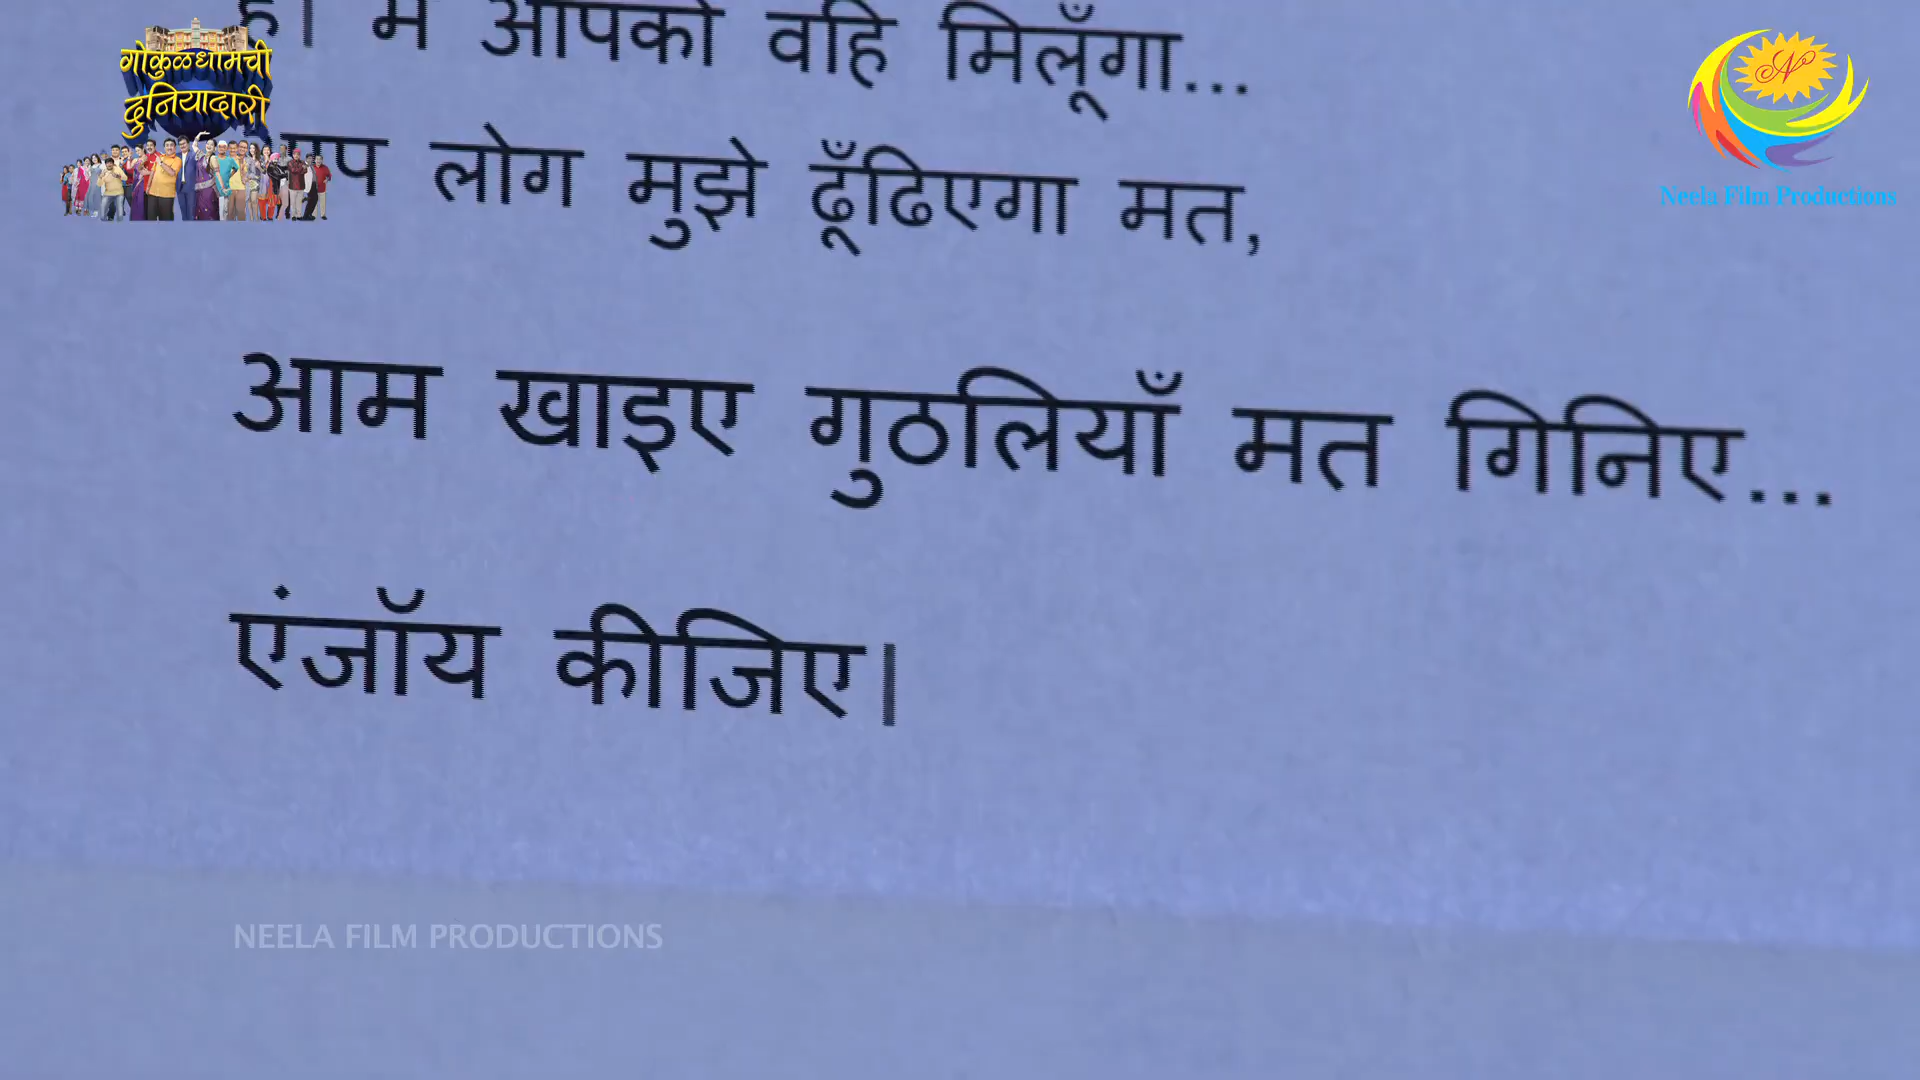 गोकुळधामची
दुनियादारी
आपको वहि मिलूँगा...
लोग मुझे ढूँढिएगा मत,
आम खाइए गुठलियाँ मत गिनिए...
एंजॉय कीजिए|
Neela Film Productions
NEELA FILM PRODUCTIONS